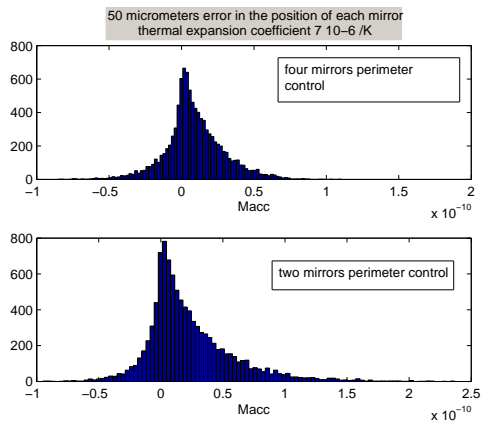 50 micrometers error in the position of each mirror
thermal expansion coefficient 7 10−6 /K
800
600
400
200
0
four mirrors perimeter
control
−1 −0.5 0 0.5 1 1.5 2
Macc
x 10−10
800
600
400
200
0
two mirrors perimeter control
−1 −0.5 0 0.5 1 1.5 2 2.5
Macc
x 10−10